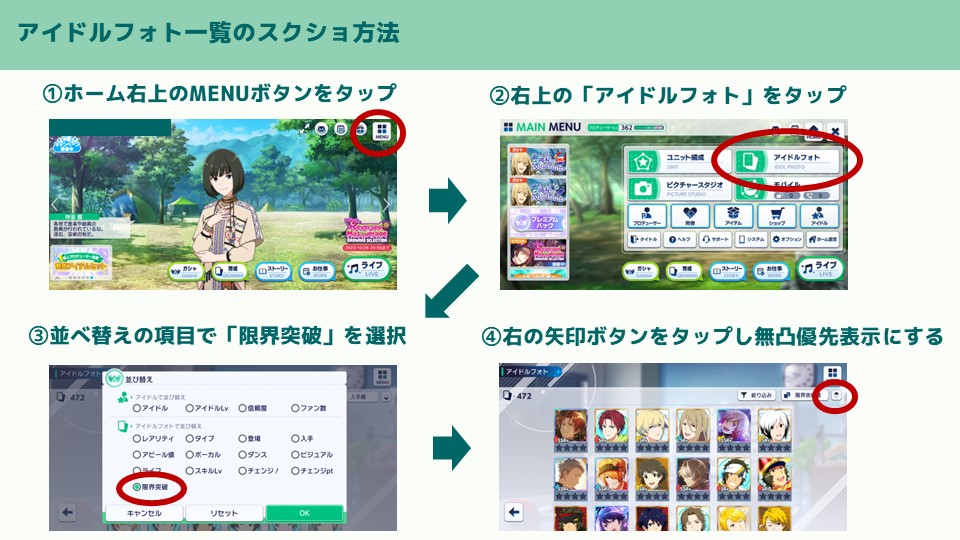 アイドルフォト一覧のスクショ方法
①ホーム右上のMENUボタンをタップ
②右上の「アイドルフォト」をタップ
MENU
ガシャ
GASHA
育成
ストーリー
STORY
お仕事
WORK
ライブ
LIVE
MAIN MENU
362
ユニット編成
UNIT
アイドルフォト
IDOL PHOTO
ピクチャースタジオ
PICTURE STUDIO
モバイル
プレミアム
パック
プロデューサー
同僚
アイテム
ショップ
アイドル
タイトル
ヘルプ
サポート
システム
オプション
ホーム設定
ガシャ
GASHA
育成
ストーリー
STORY
お仕事
WORK
ライブ
LIVE
③並べ替えの項目で「限界突破」を選択
④右の矢印ボタンをタップし無凸優先表示にする
アイドルフォト
472
MENU
入手順
並び替え
アイドルで並び替え
アイドル
アイドルLv
信頼度
ファン数
アイドルフォトで並び替え
レアリティ
タイプ
登場
入手
アピール値
ボーカル
ダンス
ビジュアル
ライフ
スキルLv
チェンジ！
チェンジpt
限界突破
キャンセル
リセット
OK
アイドルフォト
472
絞り込み
限界突